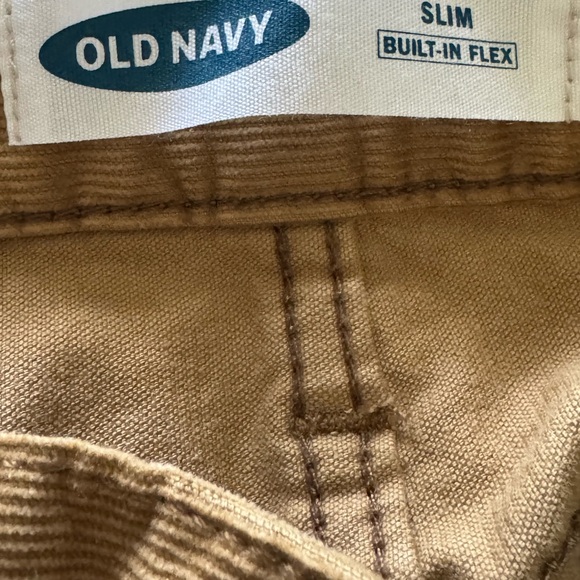 OLD NAVY
SLIM
BUILT-IN FLEX